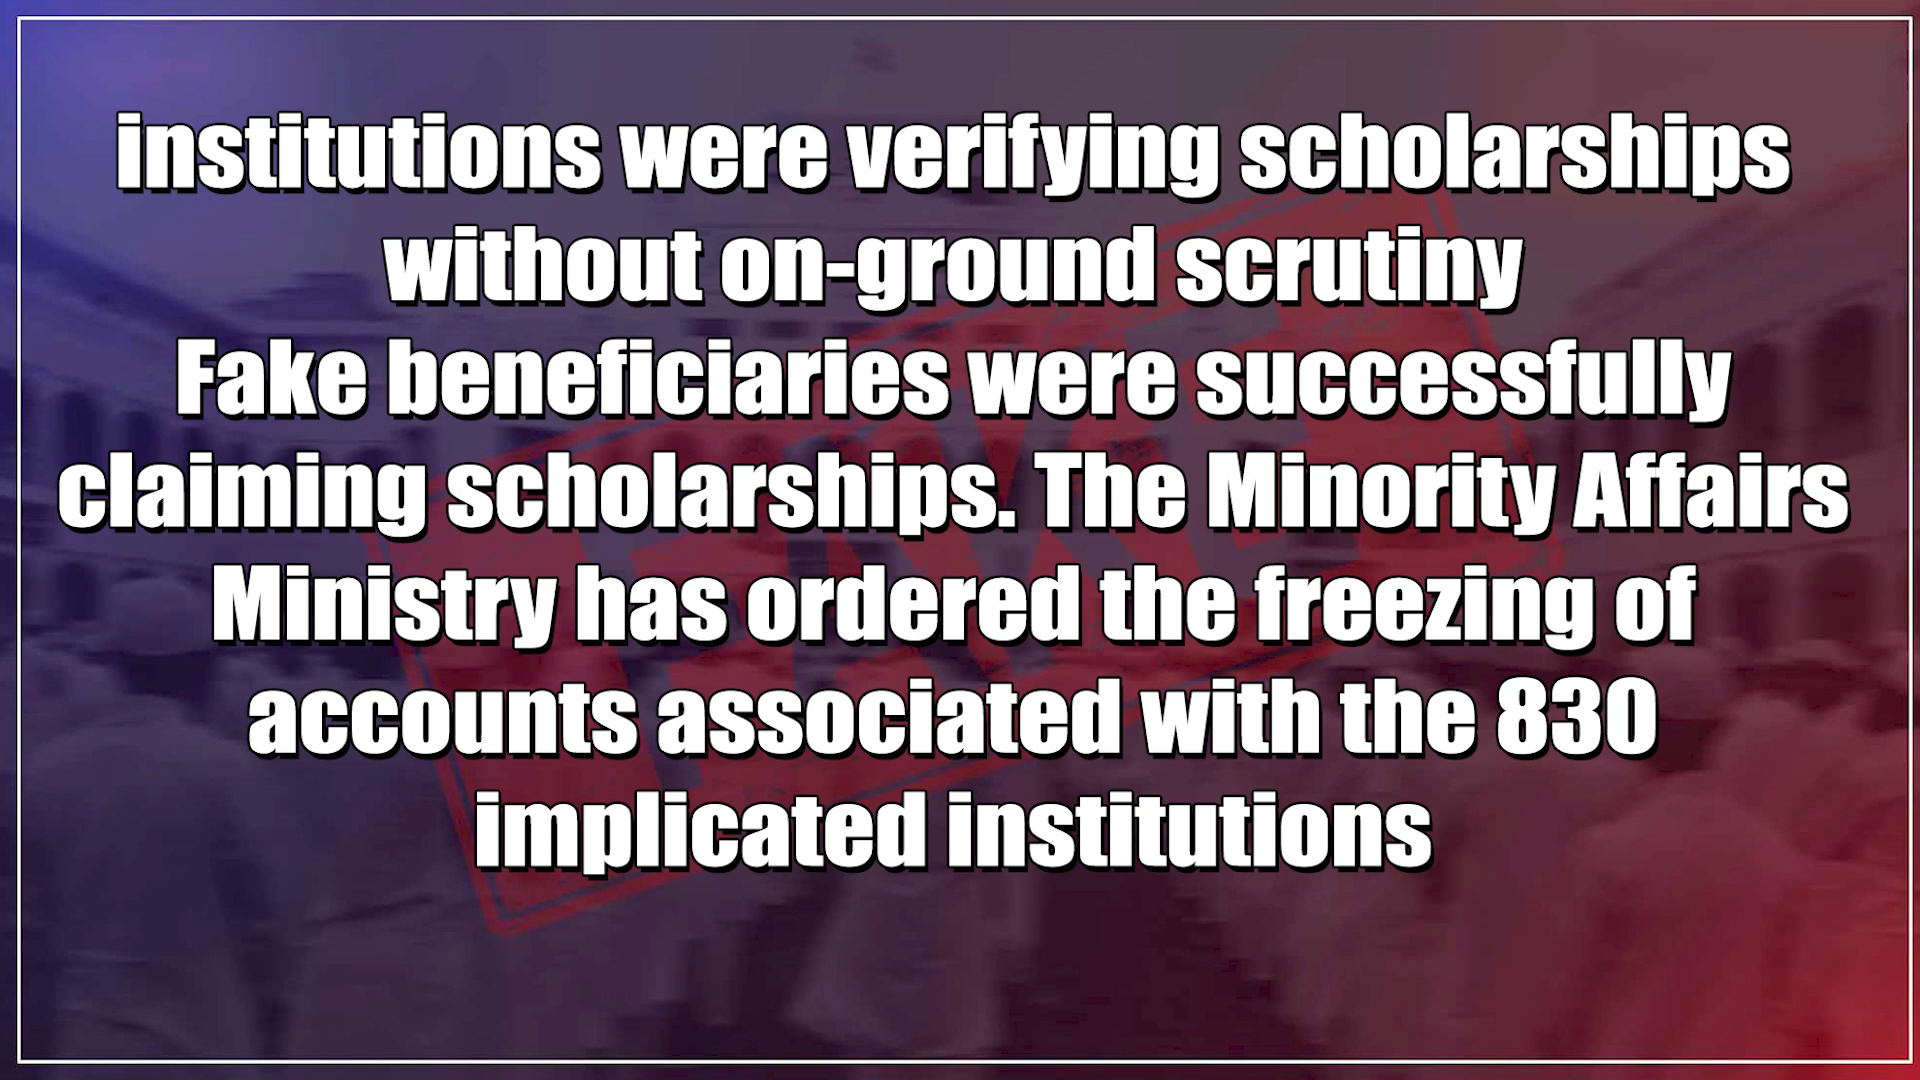 institutions were verifying scholarships
without on-ground scrutiny
Fake beneficiaries were successfully
claiming scholarships. The Minority Affairs
Ministry has ordered the freezing of
accounts associated with the 830
implicated institutions
FAKE